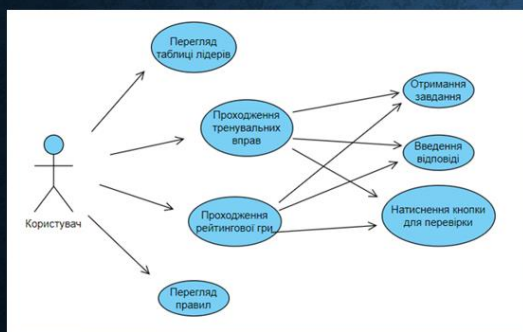 Перегляд
таблиці лідерів
Отримання
завдання
Проходження
тренувальних
вправ
Введення
відповіді
Користувач
Проходження
рейтингової гри
Натиснення кнопки
для перевірки
Перегляд
правил